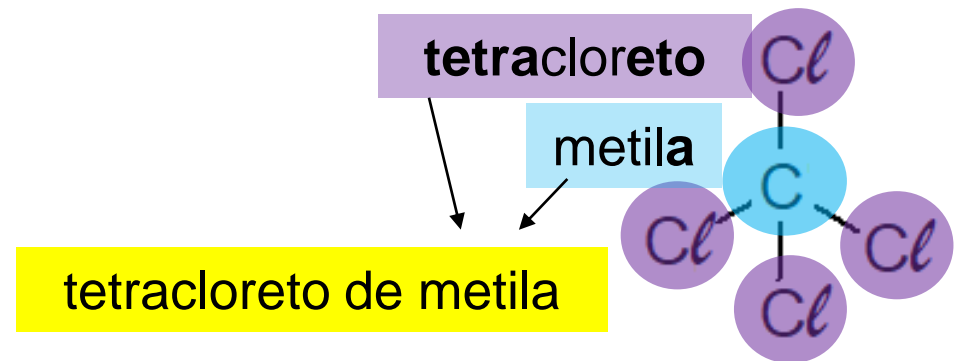 tetracloreto
Cl
metila
C
Cl
Cl
tetracloreto de metila
Cl